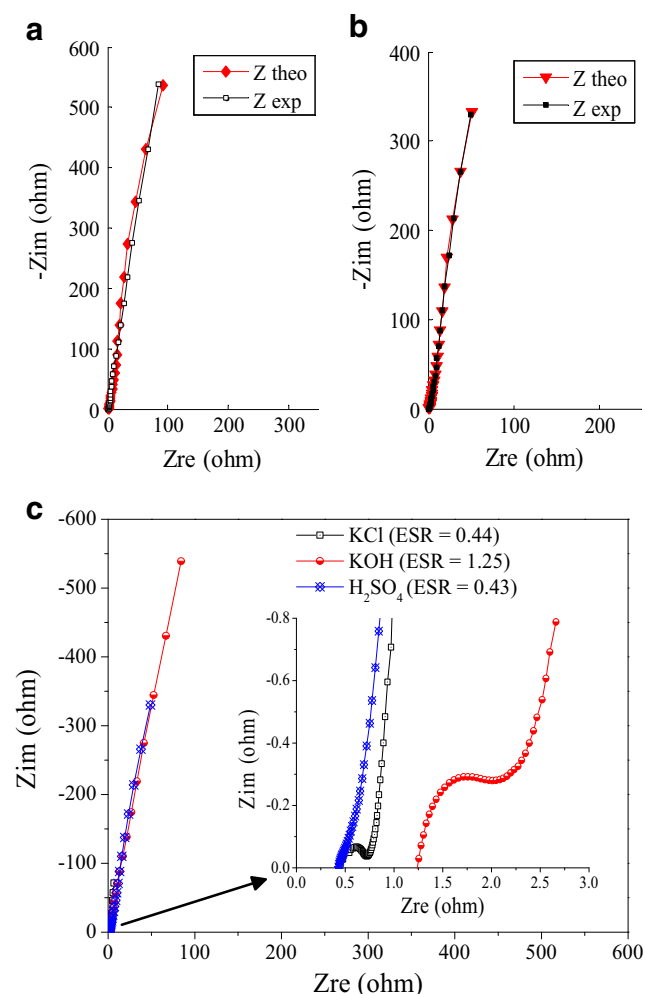 a
600
500
400
300
200
100
0
0 100 200 300
-Zim (ohm)
Zre (ohm)
Z theo
Z exp
b
400
300
200
100
0
0 100 200
-Zim (ohm)
Zre (ohm)
Z theo
Z exp
c
-600
-500
-400
-300
-200
-100
0
0 100 200 300 400 500 600
Zim (ohm)
Zre (ohm)
KCl (ESR = 0.44)
KOH (ESR = 1.25)
H₂SO₄ (ESR = 0.43)
-0.8
-0.6
-0.4
-0.2
0.0
0.0 0.5 1.0 1.5 2.0 2.5 3.0
Zim (ohm)
Zre (ohm)